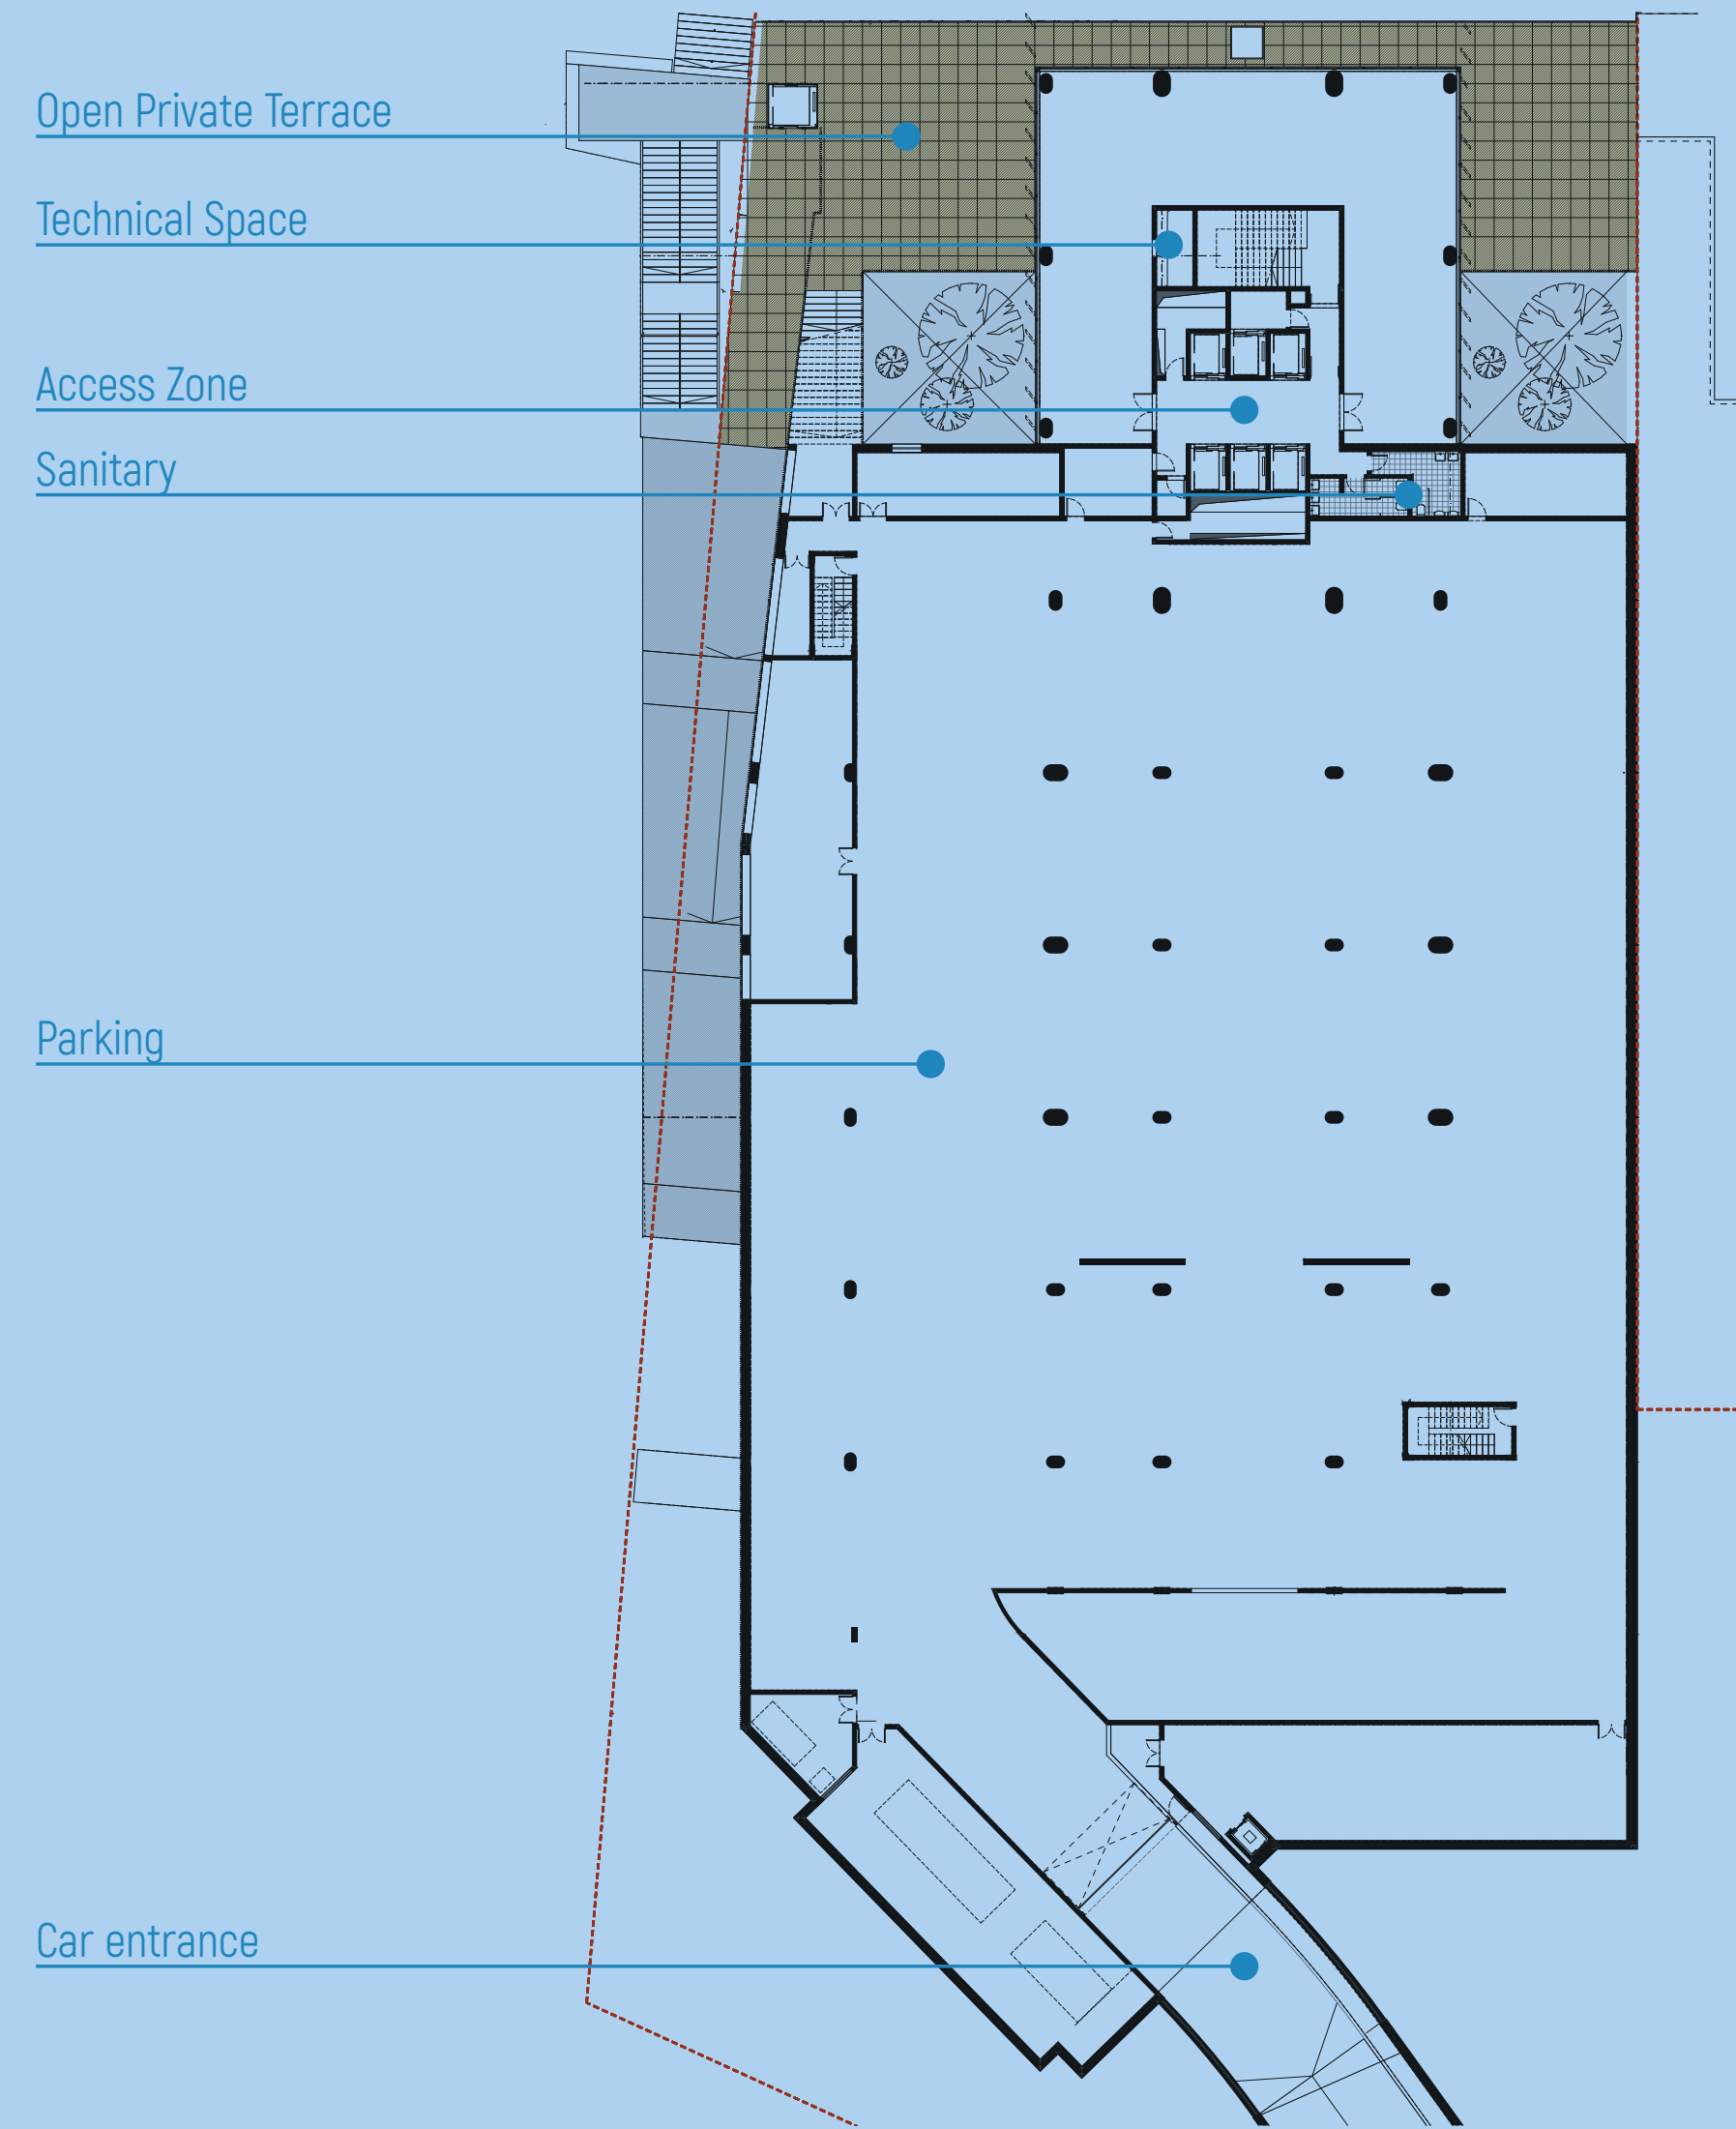 Open Private Terrace
Technical Space
Access Zone
Sanitary
Parking
Car entrance